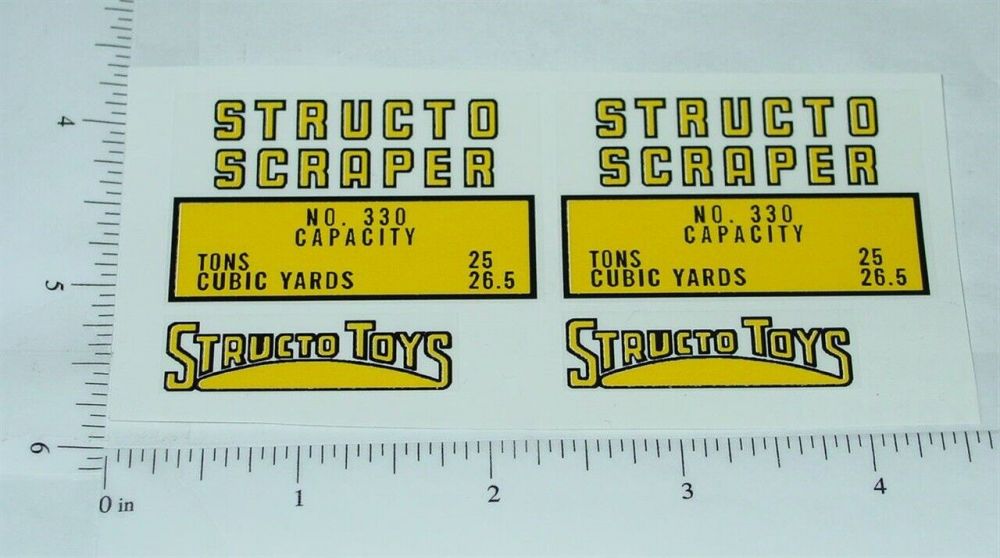 STRUCTO
SCRAPER
NO. 330
CAPACITY
TONS 25
CUBIC YARDS 26.5
STRUCTO TOYS
STRUCTO
SCRAPER
NO. 330
CAPACITY
TONS 25
CUBIC YARDS 26.5
STRUCTO TOYS
4
5
6
0 in 1 2 3 4